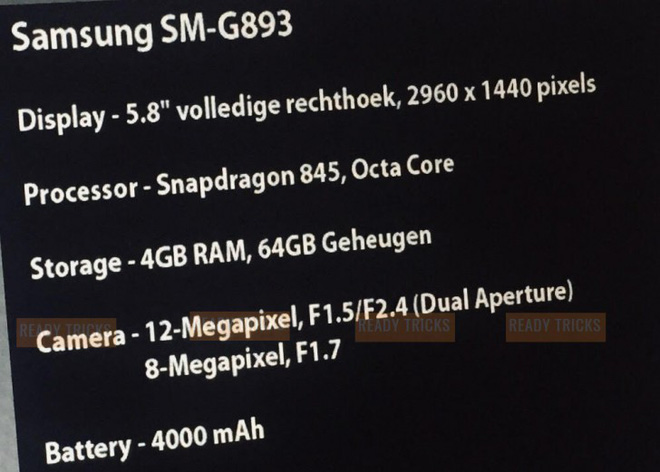 Samsung SM-G893
Display - 5.8" volledige rechthoek, 2960 x 1440 pixels
Processor - Snapdragon 845, Octa Core
Storage - 4GB RAM, 64GB Geheugen
Camera - 12-Megapixel, F1.5/F2.4 (Dual Aperture)
READY TRICKS READY TRICKS READY TRICKS
8-Megapixel, F1.7
Battery - 4000 mAh